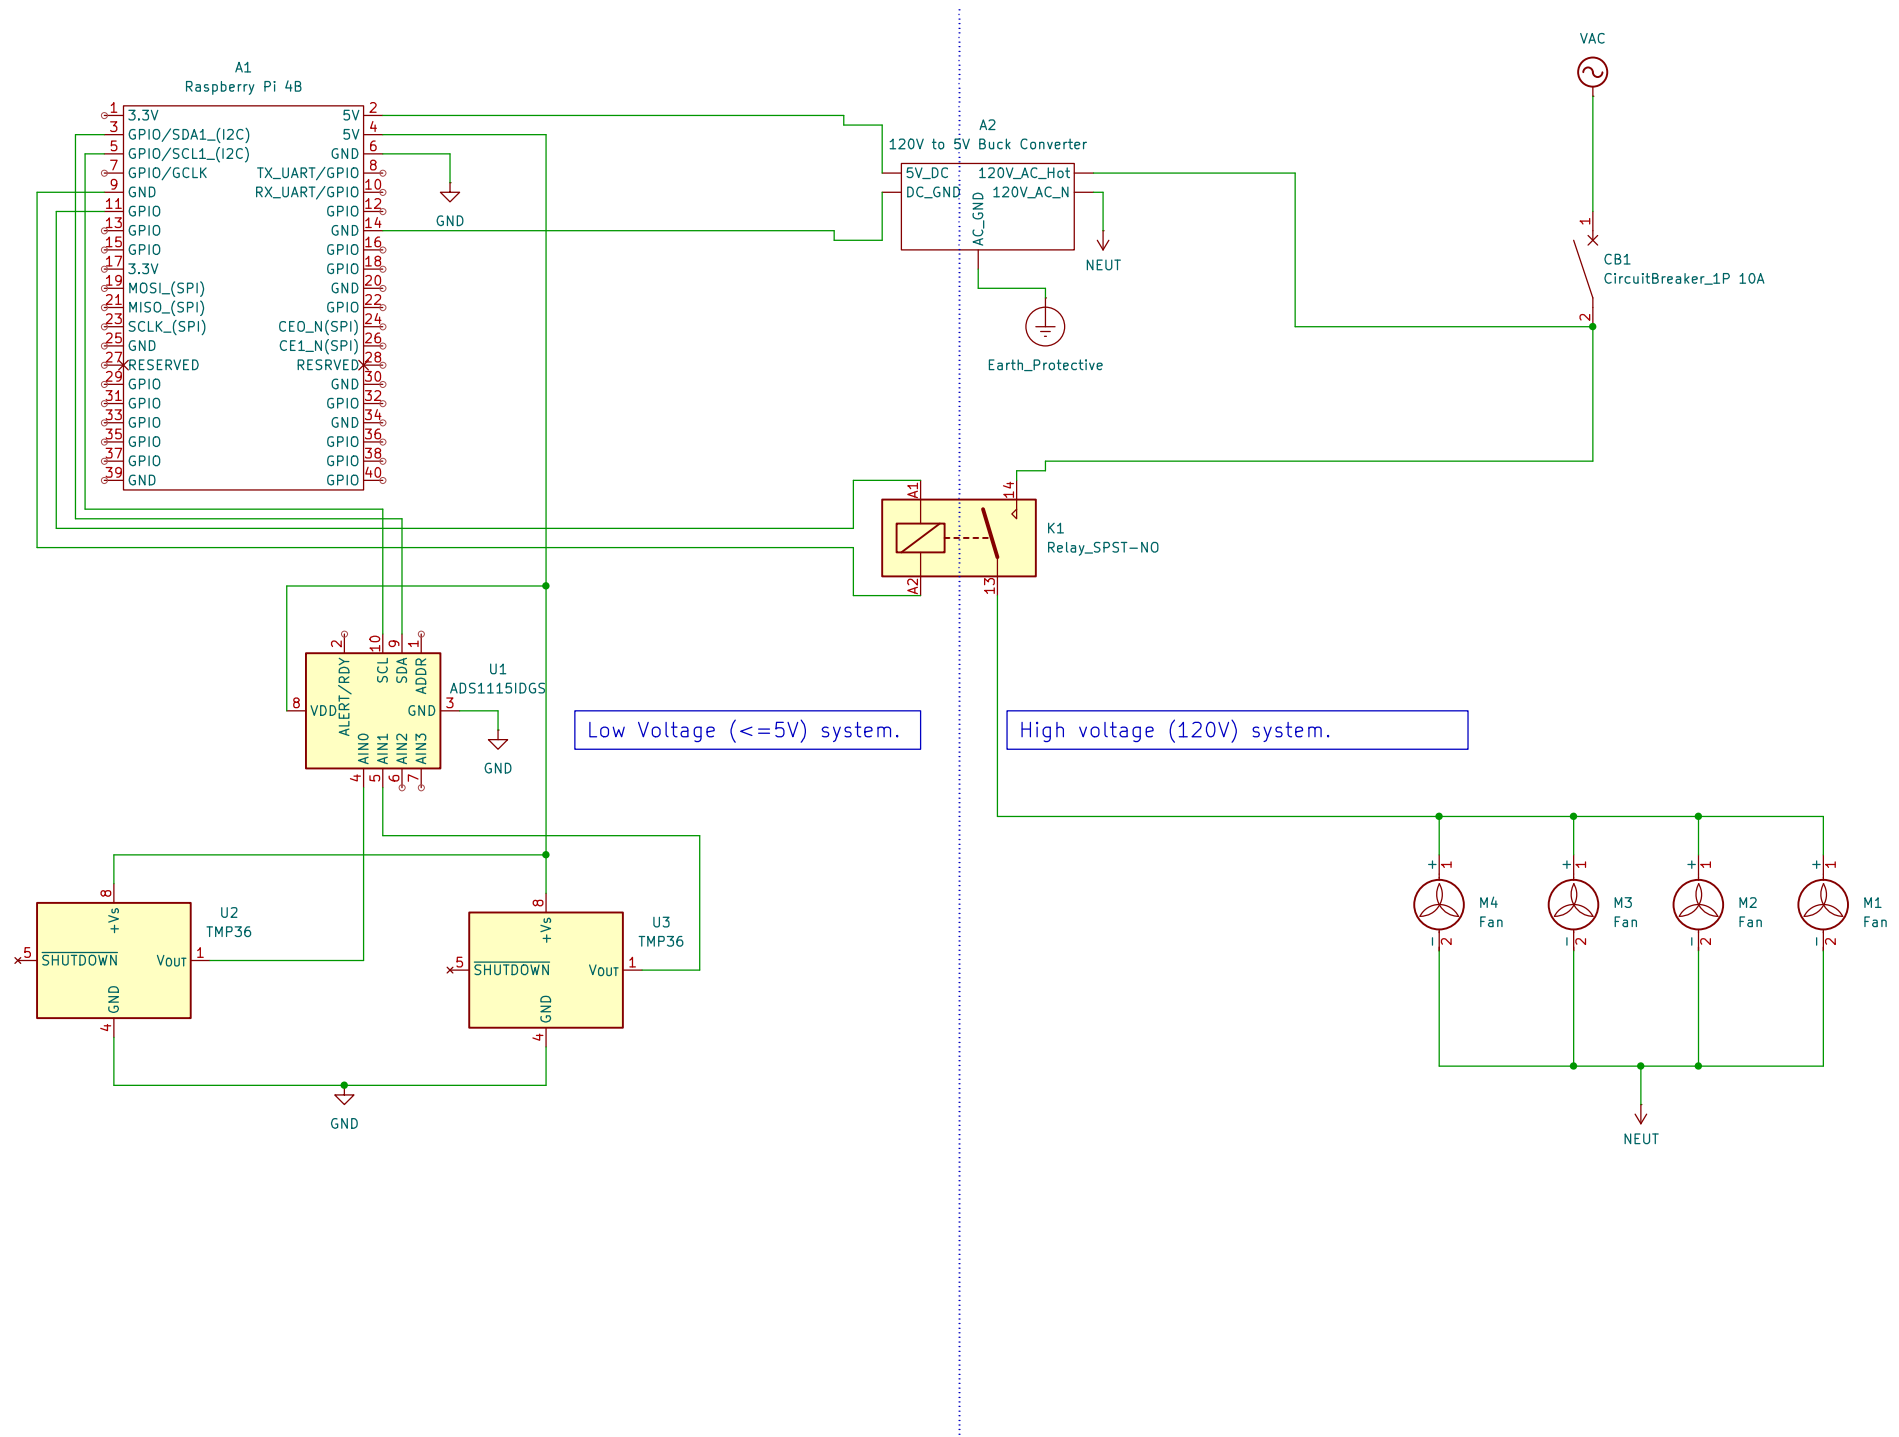 VAC
A1
Raspberry Pi 4B
1 3.3V 5V 2
3 GPIO/SDA1_(I2C) 5V 4
5 GPIO/SCL1_(I2C) GND 6
7 GPIO/GCLK TX_UART/GPIO 8
9 GND RX_UART/GPIO 10
11 GPIO GPIO 12
13 GPIO GND 14
15 GPIO GPIO 16
17 3.3V GPIO 18
19 MOSI_(SPI) GND 20
21 MISO_(SPI) GPIO 22
23 SCLK_(SPI) CEO_N(SPI) 24
25 GND CE1_N(SPI) 26
27 RESERVED RESRVED 28
29 GPIO GND 30
31 GPIO GPIO 32
33 GPIO GND 34
35 GPIO GPIO 36
37 GPIO GPIO 38
39 GND GPIO 40
GND
A2
120V to 5V Buck Converter
5V_DC 120V_AC_Hot
DC_GND 120V_AC_N
AC_GND
NEUT
Earth_Protective
1
CB1
CircuitBreaker_1P 10A
2
A1
14
K1
Relay_SPST-NO
A2
13
2 10 9 1
ALERT/RDY SCL SDA ADDR
U1
ADS1115IDGS
8 VDD GND 3
AIN0 AIN1 AIN2 AIN3
4 5 6 7
GND
Low Voltage (<=5V) system.
High voltage (120V) system.
8
+Vs
U2
TMP36
5 SHUTDOWN VOUT 1
GND
4
8
+Vs
U3
TMP36
5 SHUTDOWN VOUT 1
GND
4
GND
+ 1
M4
Fan
- 2
+ 1
M3
Fan
- 2
+ 1
M2
Fan
- 2
+ 1
M1
Fan
- 2
NEUT